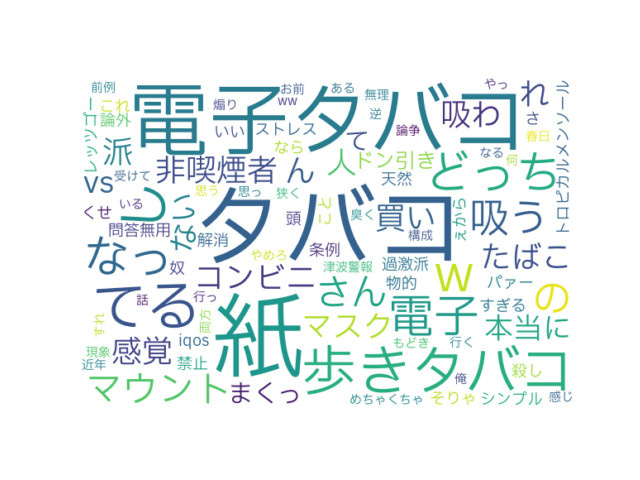 電子タバコ
タバコ
紙
歩きタバコ
てる
どっち
電子
なっ
し
吸う
吸わ
w
の
れ
て
派
vs
非喫煙者
ん
人
ドン引き
天然
買い
たばこ
ない
コンビニ
さん
マスク
本当に
感覚
マウント
まくっ
前例
これ
論外
煽り
いい
お前
ww
ある
無理
逆
やっ
さ
春日
ストレス
なら
論争
なる
何
レッツゴー
受けて
思う
思っ
狭く
臭く
こと
えから
トロピカルメンソール
くせ
いる
問答無用
解消
頭
構成
条例
やめろ
奴
津波警報
過激派
物的
パァー
すぎる
話
行っ
両方
すれ
iqos
現象
近年
禁止
もどき
行く
俺
殺し
めちゃくちゃ
そりゃ
シンプル
感じ